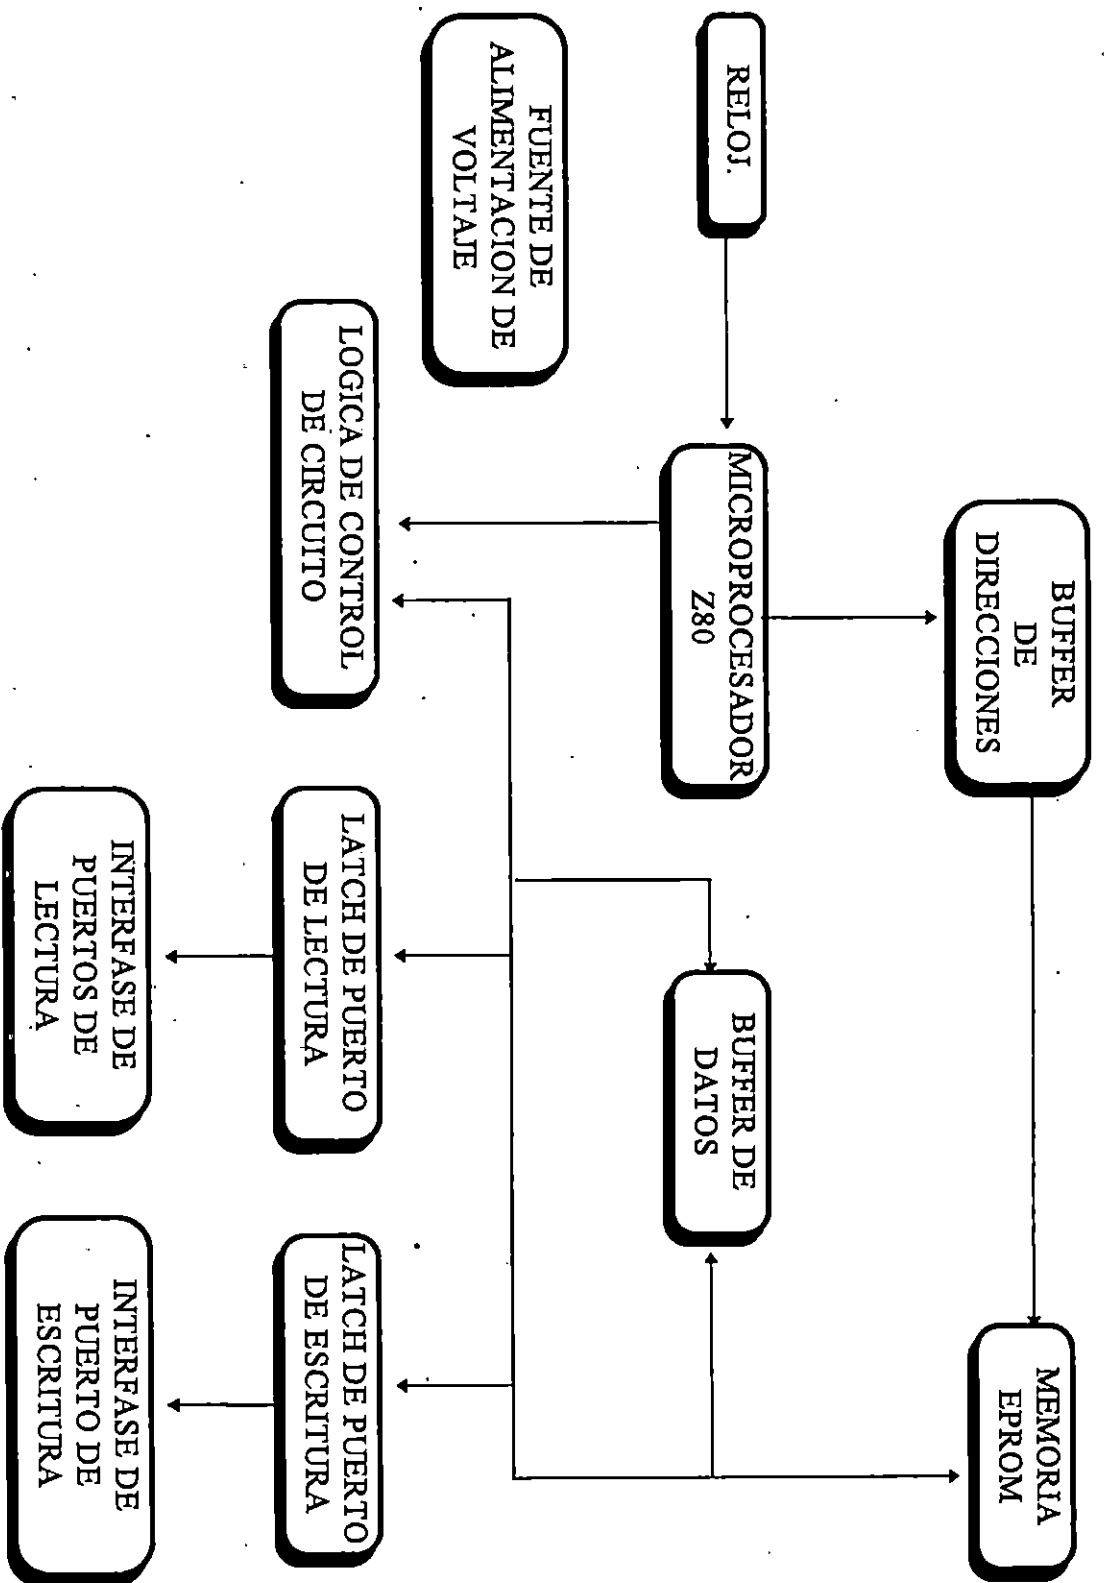 BUFFER
DE
DIRECCIONES
MEMORIA
EPROM
RELOJ.
MICROPROCESADOR
Z80
BUFFER DE
DATOS
FUENTE DE
ALIMENTACION DE
VOLTAJE
LOGICA DE CONTROL
DE CIRCUITO
LATCH DE PUERTO
DE LECTURA
LATCH DE PUERTO
DE ESCRITURA
INTERFASE DE
PUERTOS DE
LECTURA
INTERFASE DE
PUERTO DE
ESCRITURA